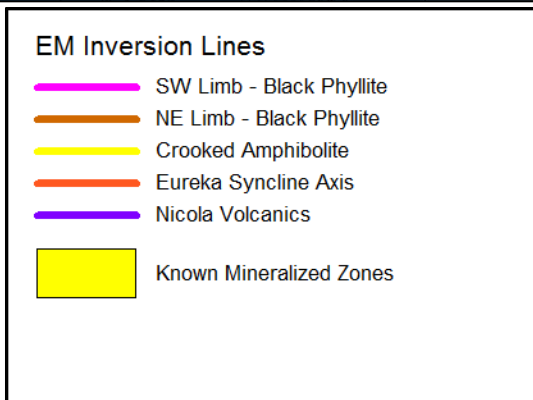 EM Inversion Lines
SW Limb - Black Phyllite
NE Limb - Black Phyllite
Crooked Amphibolite
Eureka Syncline Axis
Nicola Volcanics
Known Mineralized Zones